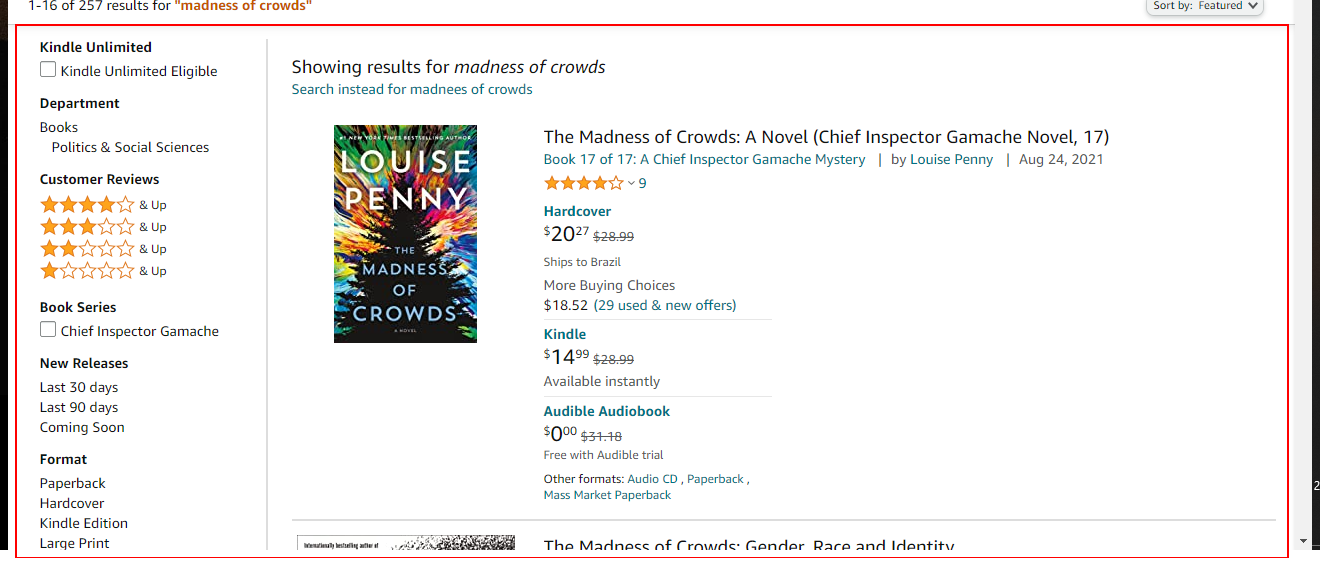 1-16 of 257 results for "madness of crowds"
Sort by: Featured
Kindle Unlimited
Kindle Unlimited Eligible
Department
Books
Politics & Social Sciences
Customer Reviews
& Up
& Up
& Up
& Up
Book Series
Chief Inspector Gamache
New Releases
Last 30 days
Last 90 days
Coming Soon
Format
Paperback
Hardcover
Kindle Edition
Large Print
Showing results for madness of crowds
Search instead for madnees of crowds
#1 NEW YORK TIMES BESTSELLING AUTHOR
LOUISE
PENNY
THE
MADNESS
OF
CROWDS
A NOVEL
The Madness of Crowds: A Novel (Chief Inspector Gamache Novel, 17)
Book 17 of 17: A Chief Inspector Gamache Mystery | by Louise Penny | Aug 24, 2021
9
Hardcover
$2027 $28.99
Ships to Brazil
More Buying Choices
$18.52 (29 used & new offers)
Kindle
$1499 $28.99
Available instantly
Audible Audiobook
$000 $31.18
Free with Audible trial
Other formats: Audio CD , Paperback ,
Mass Market Paperback
Internationally bestselling author of
The Madness of Crowds: Gender, Race and Identity
2